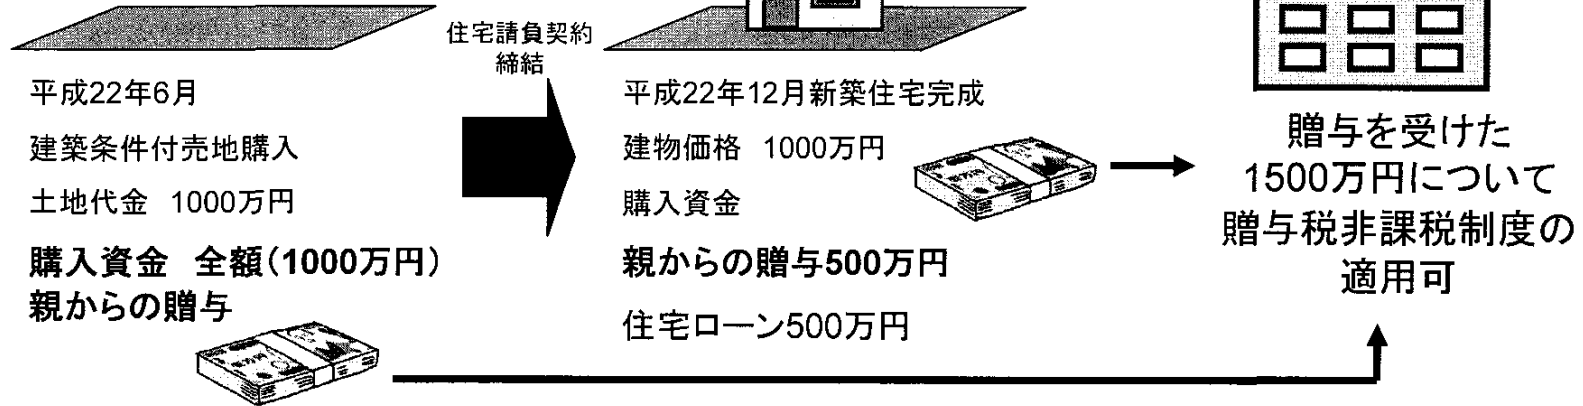 平成22年6月
建築条件付売地購入
土地代金 1000万円
購入資金 全額(1000万円)
親からの贈与
住宅請負契約
締結
平成22年12月新築住宅完成
建物価格 1000万円
購入資金
親からの贈与500万円
住宅ローン500万円
贈与を受けた
1500万円について
贈与税非課税制度の
適用可